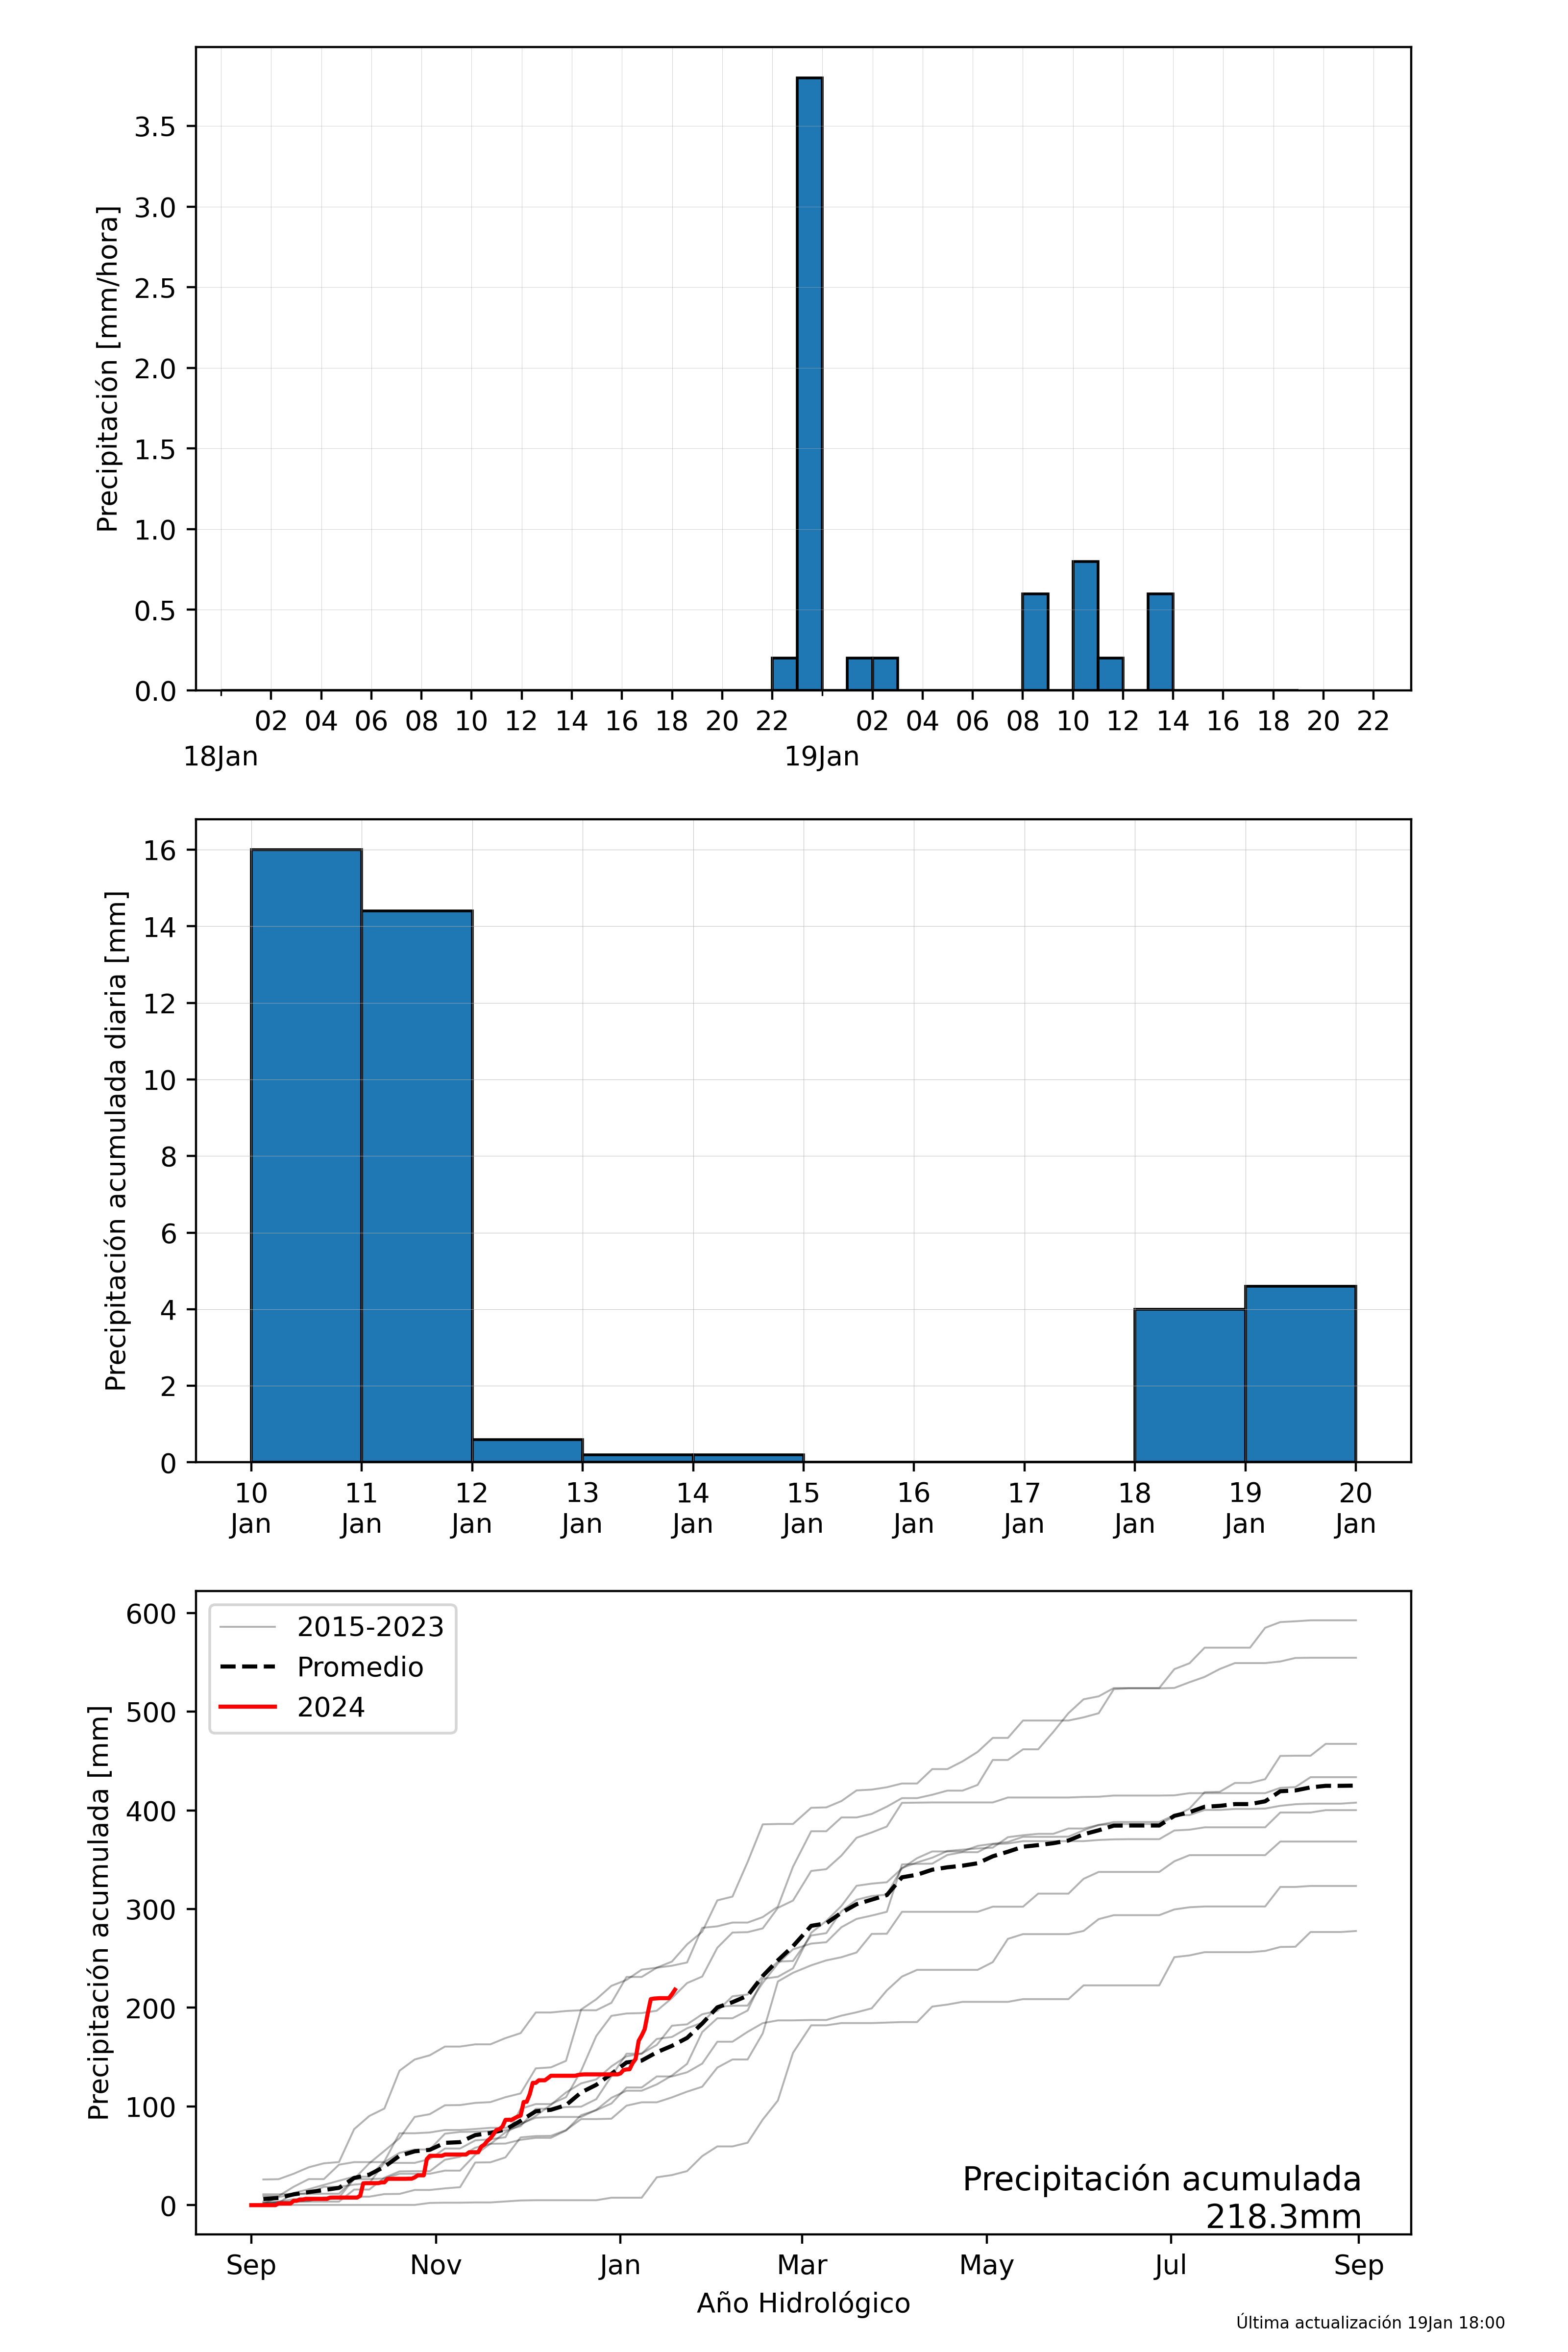 Precipitación [mm/hora]
3.5
3.0
2.5
2.0
1.5
1.0
0.5
0.0
02 04 06 08 10 12 14 16 18 20 22 02 04 06 08 10 12 14 16 18 20 22
18Jan 19Jan
Precipitación acumulada diaria [mm]
16
14
12
10
8
6
4
2
0
10 11 12 13 14 15 16 17 18 19 20
Jan Jan Jan Jan Jan Jan Jan Jan Jan Jan Jan
Precipitación acumulada [mm]
600
500
400
300
200
100
0
2015-2023
Promedio
2024
Precipitación acumulada
218.3mm
Sep Nov Jan Mar May Jul Sep
Año Hidrológico
Última actualización 19Jan 18:00